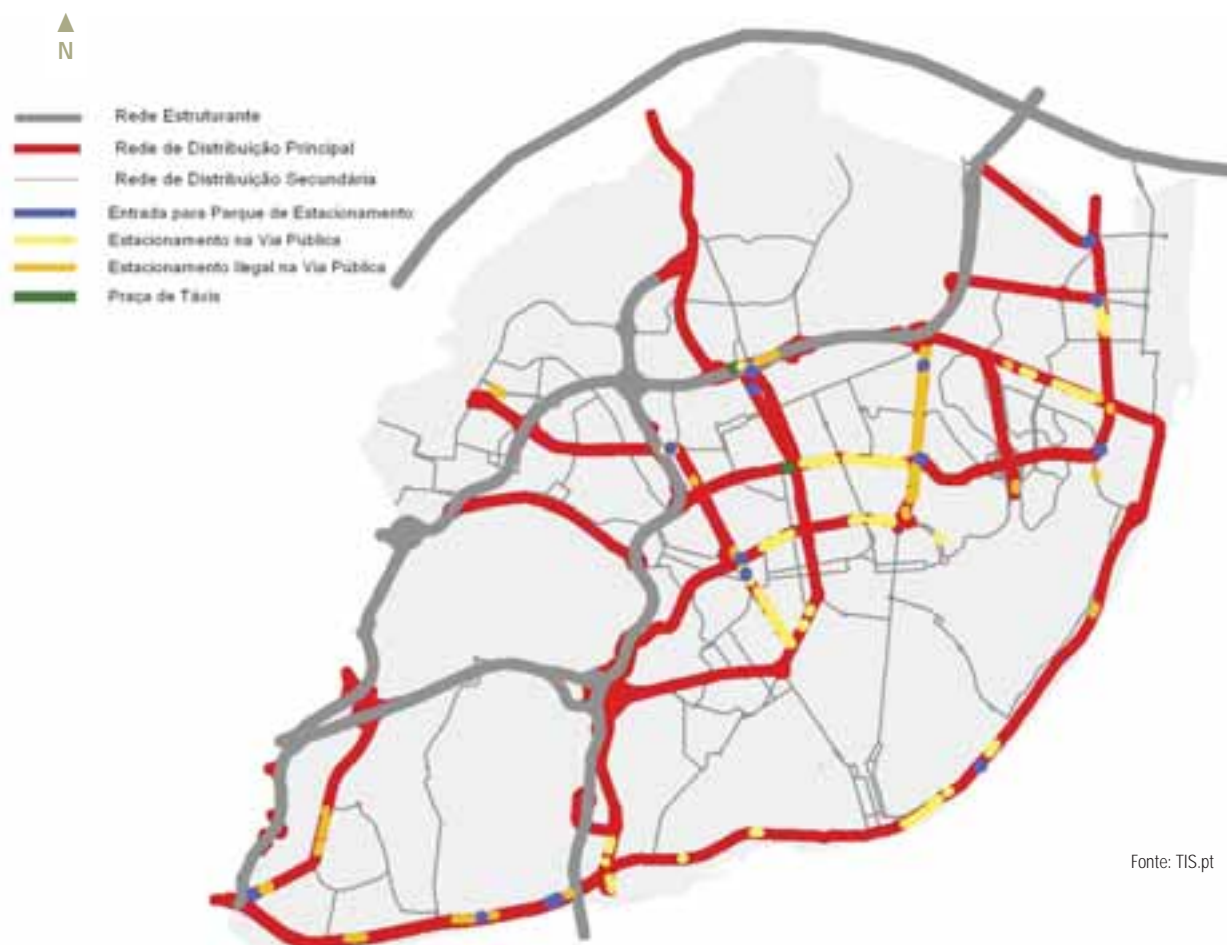 N
Rede Estruturante
Rede de Distribuição Principal
Rede de Distribuição Secundária
Entrada para Parque de Estacionamento
Estacionamento na Via Pública
Estacionamento Ilegal na Via Pública
Praça de Táxis
Fonte: TIS.pt